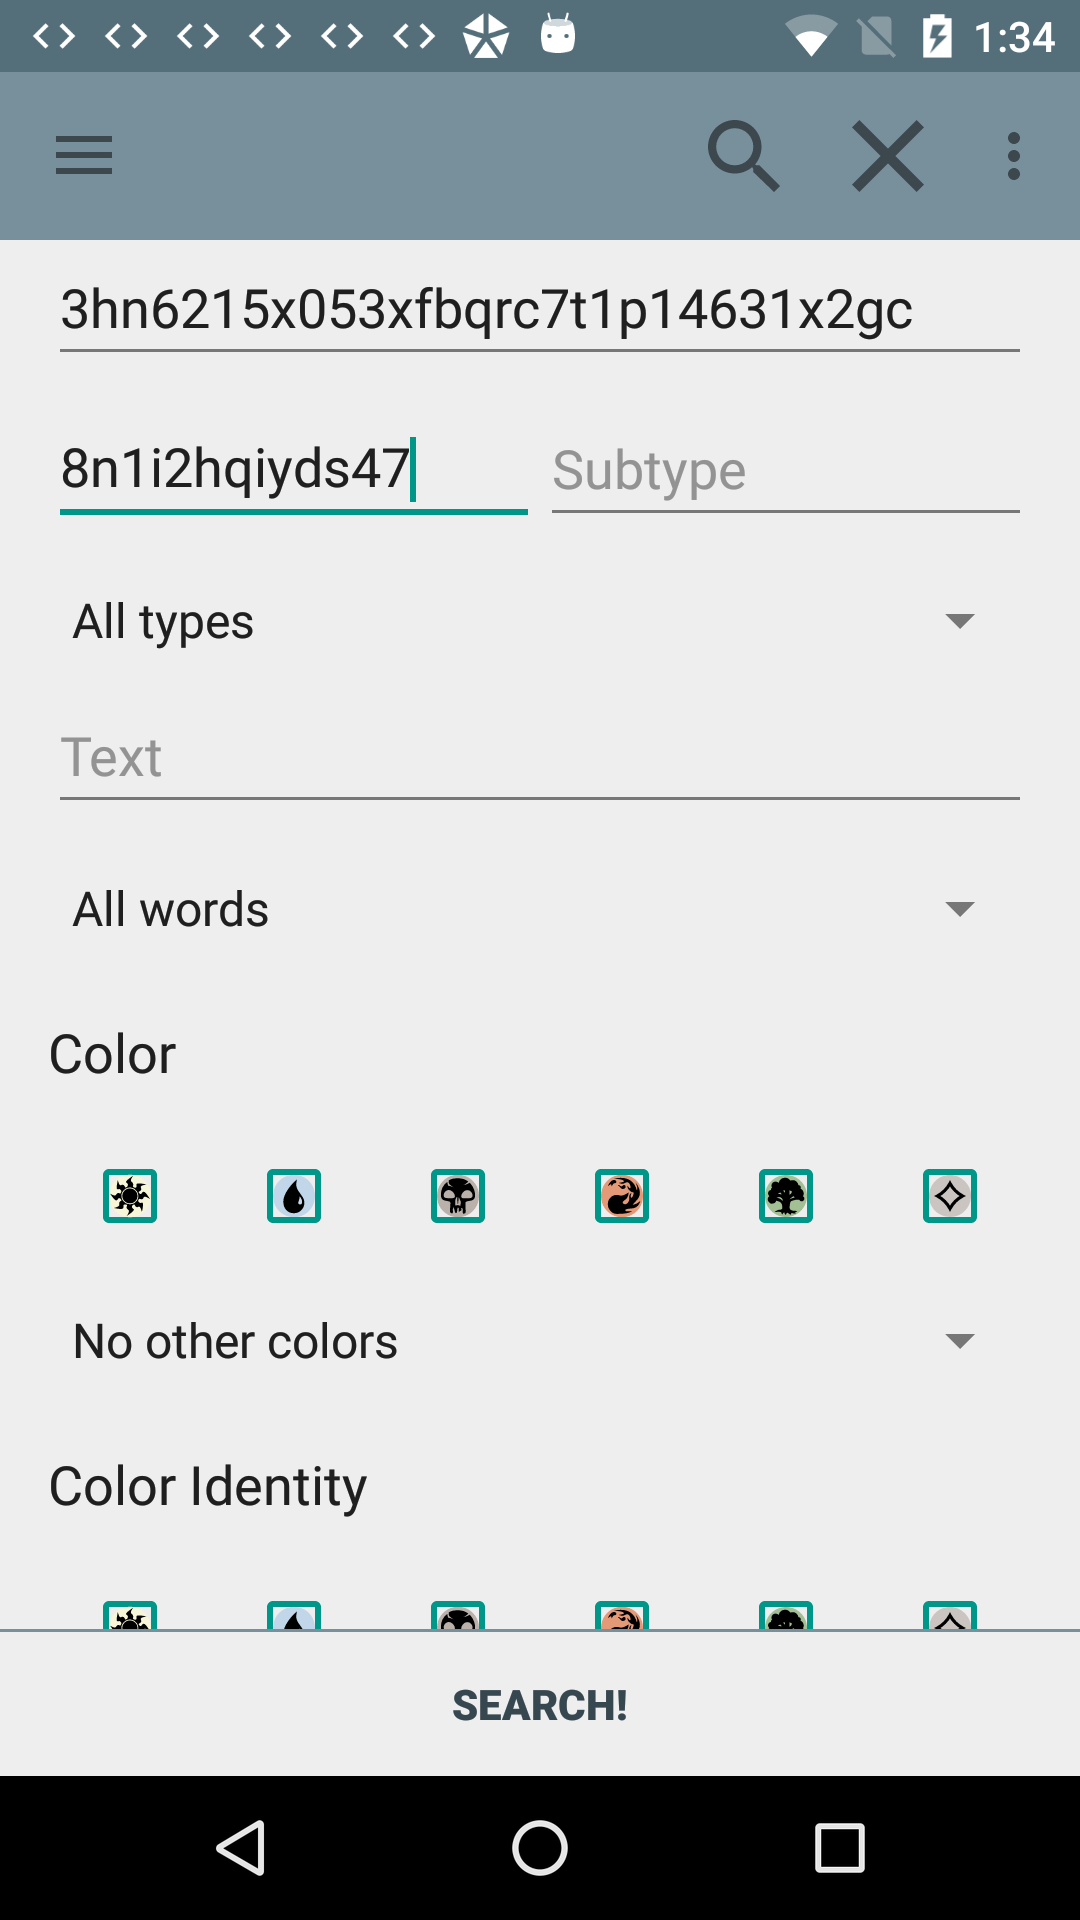 1:34
3hn6215x053xfbqrc7t1p14631x2gc
8n1i2hqiyds47 Subtype
All types
Text
All words
Color
No other colors
Color Identity
SEARCH!